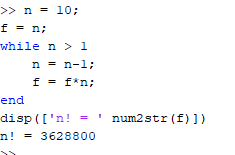 >> n = 10;
f = n;
while n > 1
    n = n-1;
    f = f*n;
end
disp(['n! = ' num2str(f)])
n! = 3628800
>>